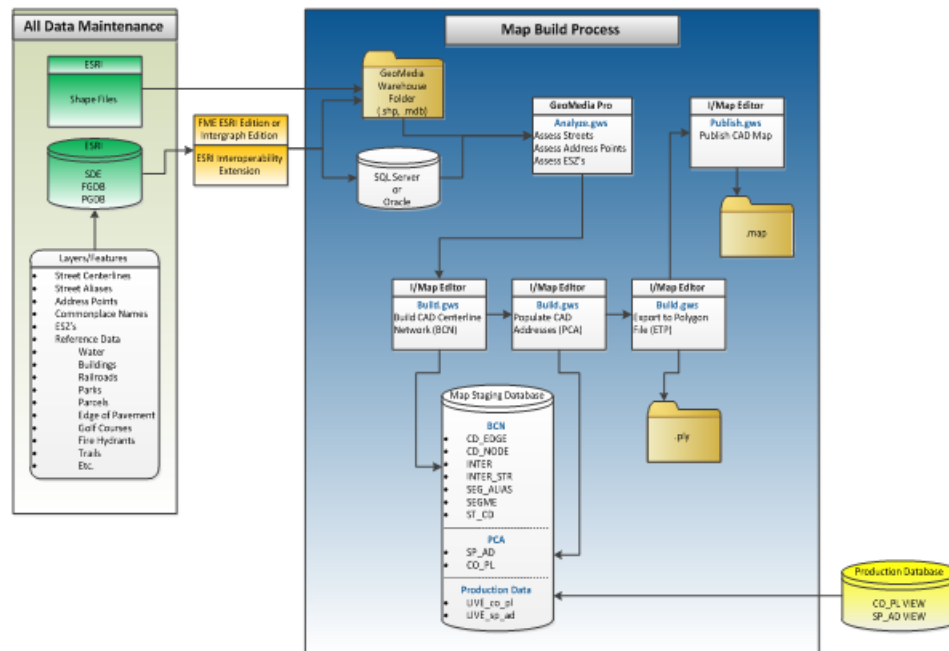 All Data Maintenance
ESRI
Shape Files
ESRI
SDE
FGDB
PGDB
Layers/Features
• Street Centerlines
• Street Aliases
• Address Points
• Commonplace Names
• ESZ's
• Reference Data
• Water
• Buildings
• Railroads
• Parks
• Parcels
• Edge of Pavement
• Golf Courses
• Fire Hydrants
• Trails
• Etc.
FME ESRI Edition or
Intergraph Edition
ESRI Interoperability
Extension
Map Build Process
GeoMedia
Warehouse
Folder
(.shp, .mdb)
SQL Server
or
Oracle
GeoMedia Pro
Analyze.gws
Assess Streets
Assess Address Points
Assess ESZ's
I/Map Editor
Publish.gws
Publish CAD Map
.map
I/Map Editor
Build.gws
Build CAD Centerline
Network (BCN)
I/Map Editor
Build.gws
Populate CAD
Addresses (PCA)
I/Map Editor
Build.gws
Export to Polygon
File (ETP)
.ply
Map Staging Database
BCN
• CD_EDGE
• CD_NODE
• INTER
• INTER_STR
• SEG_ALIAS
• SEGME
• ST_CD
PCA
• SP_AD
• CO_PL
Production Data
• LIVE_co_pl
• LIVE_sp_ad
Production Database
CO_PL VIEW
SP_AD VIEW